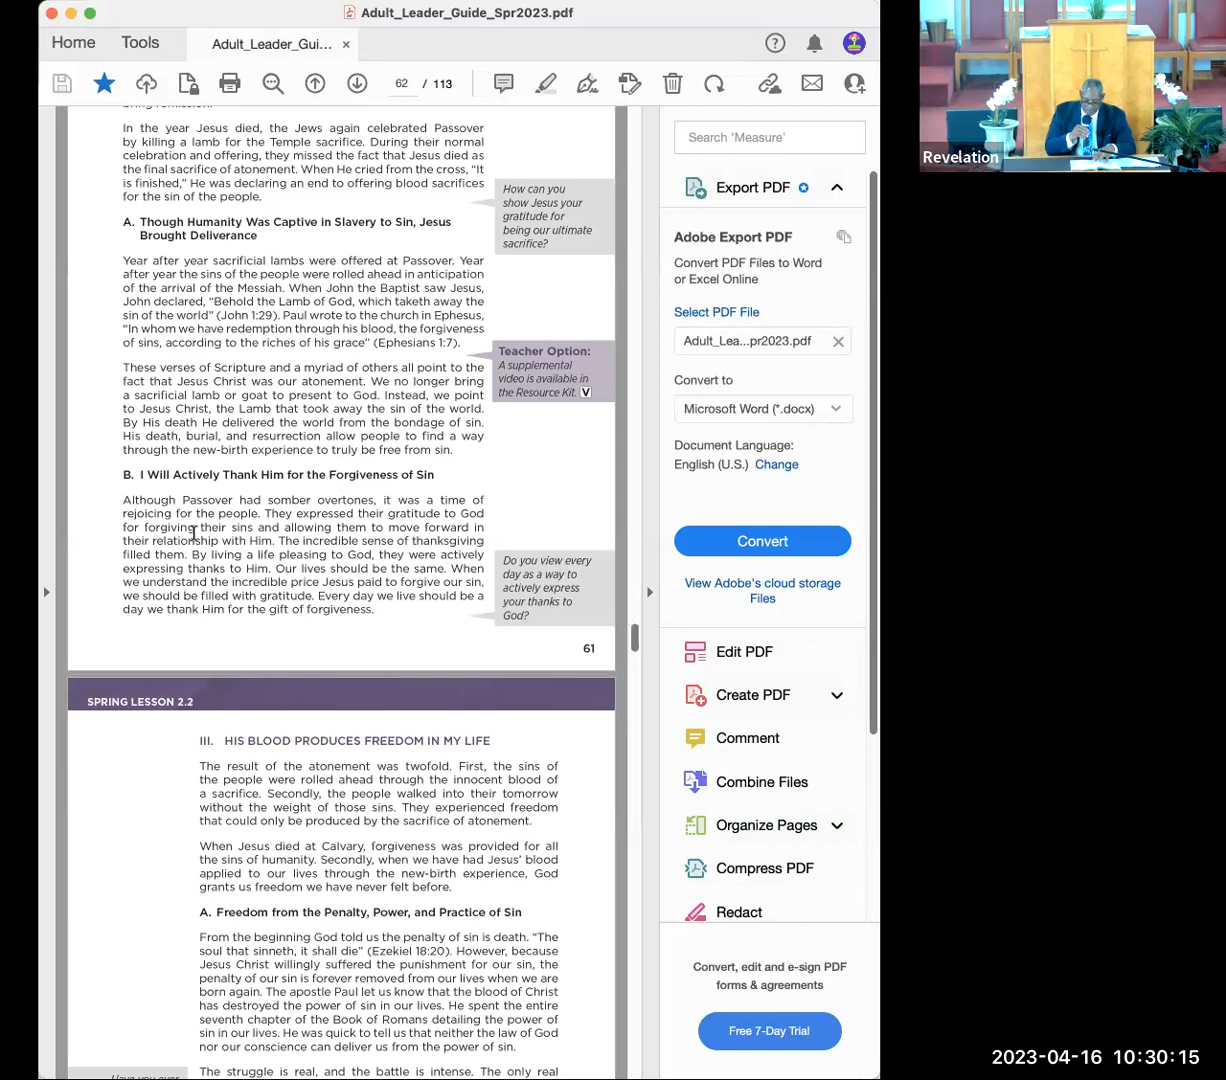 Adult_Leader_Guide_Spr2023.pdf
Home
Tools
Adult_Leader_Gui... ×
62 / 113
bring remission.
In the year Jesus died, the Jews again celebrated Passover
by killing a lamb for the Temple sacrifice. During their normal
celebration and offering, they missed the fact that Jesus died as
the final sacrifice of atonement. When He cried from the cross, “It
is finished,” He was declaring an end to offering blood sacrifices
for the sin of the people.
How can you
show Jesus your
gratitude for
being our ultimate
sacrifice?
A. Though Humanity Was Captive in Slavery to Sin, Jesus
Brought Deliverance
Year after year sacrificial lambs were offered at Passover. Year
after year the sins of the people were rolled ahead in anticipation
of the arrival of the Messiah. When John the Baptist saw Jesus,
John declared, “Behold the Lamb of God, which taketh away the
sin of the world” (John 1:29). Paul wrote to the church in Ephesus,
“In whom we have redemption through his blood, the forgiveness
of sins, according to the riches of his grace” (Ephesians 1:7).
Teacher Option:
A supplemental
video is available in
the Resource Kit. V
These verses of Scripture and a myriad of others all point to the
fact that Jesus Christ was our atonement. We no longer bring
a sacrificial lamb or goat to present to God. Instead, we point
to Jesus Christ, the Lamb that took away the sin of the world.
By His death He delivered the world from the bondage of sin.
His death, burial, and resurrection allow people to find a way
through the new-birth experience to truly be free from sin.
B. I Will Actively Thank Him for the Forgiveness of Sin
Although Passover had somber overtones, it was a time of
rejoicing for the people. They expressed their gratitude to God
for forgiving their sins and allowing them to move forward in
their relationship with Him. The incredible sense of thanksgiving
filled them. By living a life pleasing to God, they were actively
expressing thanks to Him. Our lives should be the same. When
we understand the incredible price Jesus paid to forgive our sin,
we should be filled with gratitude. Every day we live should be a
day we thank Him for the gift of forgiveness.
Do you view every
day as a way to
actively express
your thanks to
God?
61
SPRING LESSON 2.2
III. HIS BLOOD PRODUCES FREEDOM IN MY LIFE
The result of the atonement was twofold. First, the sins of
the people were rolled ahead through the innocent blood of
a sacrifice. Secondly, the people walked into their tomorrow
without the weight of those sins. They experienced freedom
that could only be produced by the sacrifice of atonement.
When Jesus died at Calvary, forgiveness was provided for all
the sins of humanity. Secondly, when we have had Jesus’ blood
applied to our lives through the new-birth experience, God
grants us freedom we have never felt before.
A. Freedom from the Penalty, Power, and Practice of Sin
From the beginning God told us the penalty of sin is death. “The
soul that sinneth, it shall die” (Ezekiel 18:20). However, because
Jesus Christ willingly suffered the punishment for our sin, the
penalty of our sin is forever removed from our lives when we are
born again. The apostle Paul let us know that the blood of Christ
has destroyed the power of sin in our lives. He spent the entire
seventh chapter of the Book of Romans detailing the power of
sin in our lives. He was quick to tell us that neither the law of God
nor our conscience can deliver us from the power of sin.
The struggle is real, and the battle is intense. The only real
Have you ever
Search 'Measure'
Export PDF
Adobe Export PDF
Convert PDF Files to Word
or Excel Online
Select PDF File
Adult_Lea...pr2023.pdf
Convert to
Microsoft Word (*.docx)
Document Language:
English (U.S.) Change
Convert
View Adobe's cloud storage
Files
Edit PDF
Create PDF
Comment
Combine Files
Organize Pages
Compress PDF
Redact
Convert, edit and e-sign PDF
forms & agreements
Free 7-Day Trial
Revelation
2023-04-16 10:30:15